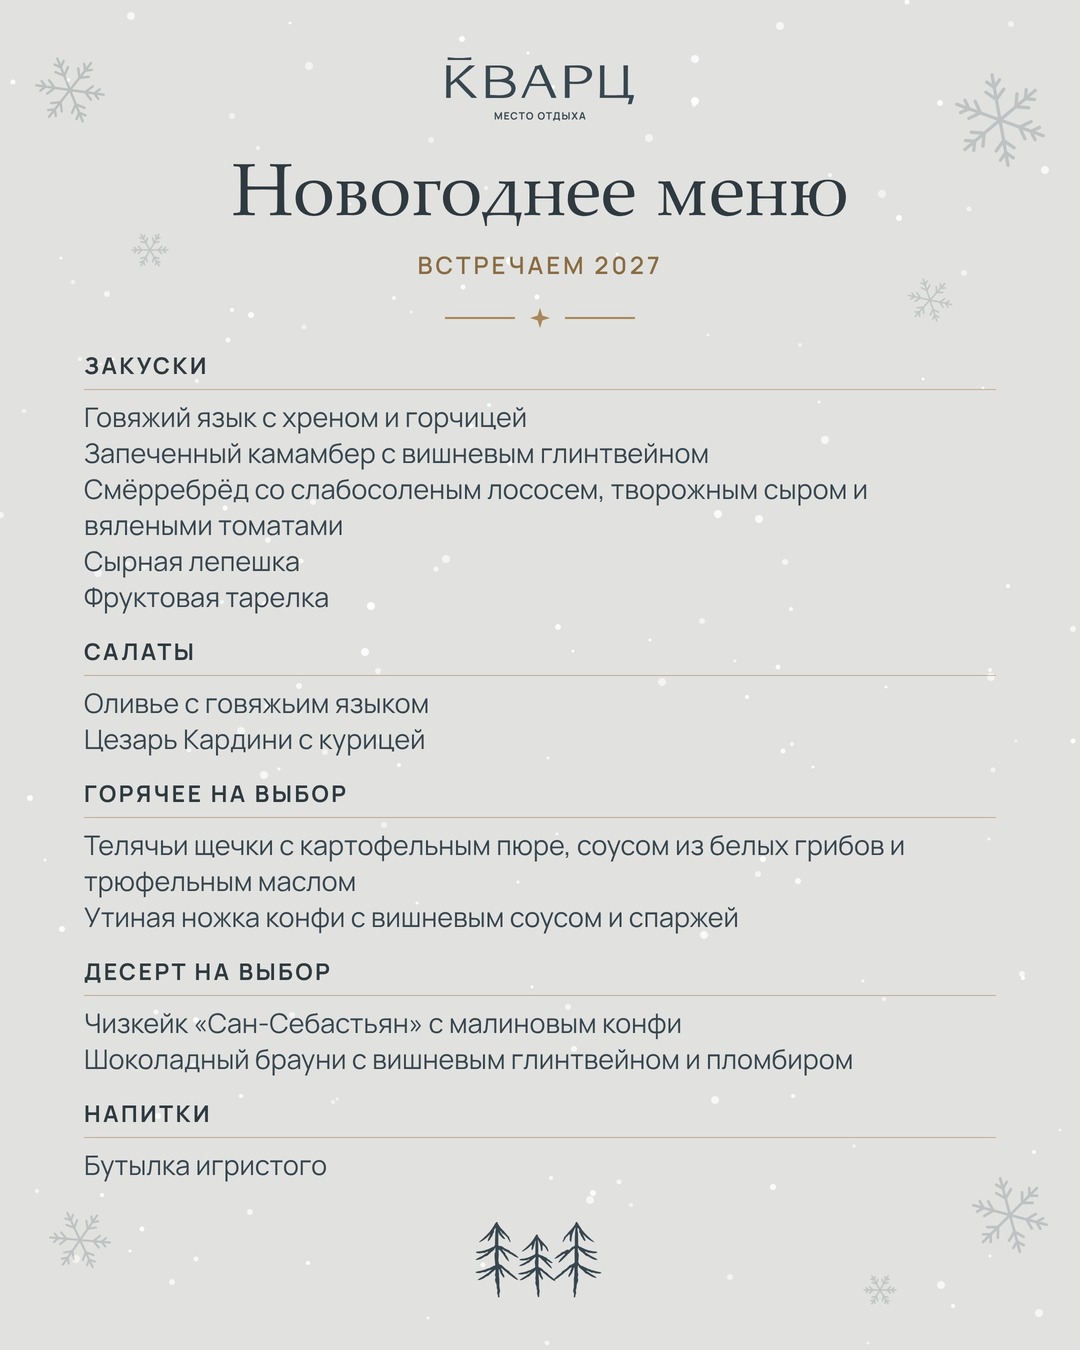 КВАРЦ
МЕСТО ОТДЫХА
Новогоднее меню
ВСТРЕЧАЕМ 2027
ЗАКУСКИ
Говяжий язык с хреном и горчицей
Запеченный камамбер с вишневым глинтвейном
Смёрребрёд со слабосоленым лососем, творожным сыром и
вялеными томатами
Сырная лепешка
Фруктовая тарелка
САЛАТЫ
Оливье с говяжьим языком
Цезарь Кардини с курицей
ГОРЯЧЕЕ НА ВЫБОР
Телячьи щечки с картофельным пюре, соусом из белых грибов и
трюфельным маслом
Утиная ножка конфи с вишневым соусом и спаржей
ДЕСЕРТ НА ВЫБОР
Чизкейк «Сан-Себастьян» с малиновым конфи
Шоколадный брауни с вишневым глинтвейном и пломбиром
НАПИТКИ
Бутылка игристого